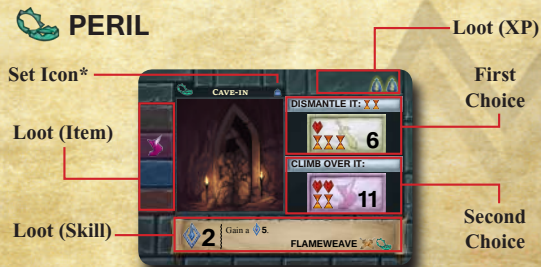 PERIL
Loot (XP)
Set Icon*
First
Choice
CAVE-IN
DISMANTLE IT:
6
Loot (Item)
CLIMB OVER IT:
11
Loot (Skill)
2
Gain a 5.
FLAMEWEAVE
Second
Choice